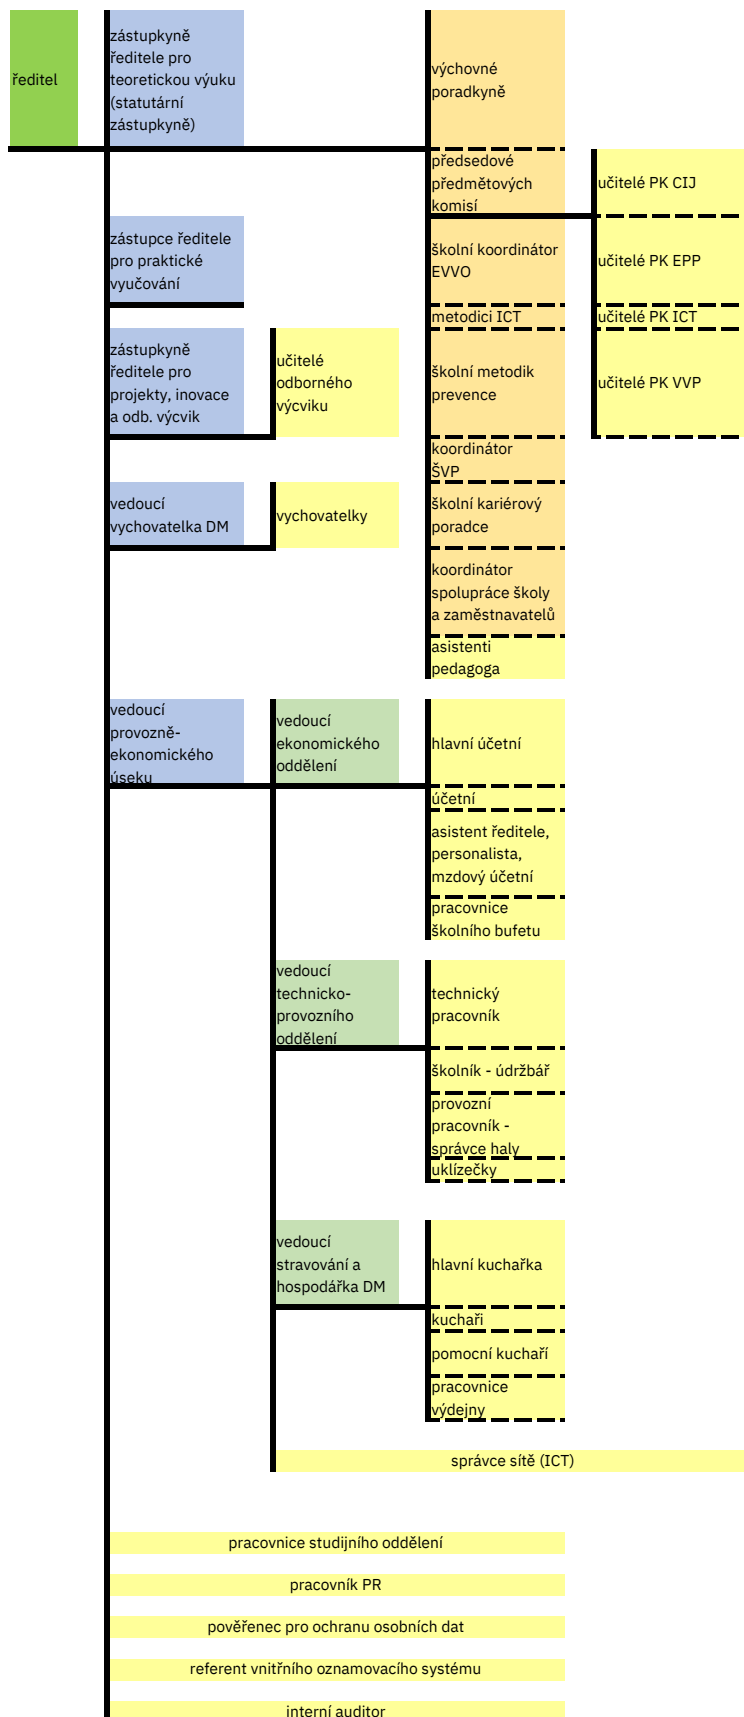 ředitel
zástupkyně
ředitele pro
teoretickou výuku
(statutární
zástupkyně)
výchovné
poradkyně
předsedové
předmětových
komisí
učitelé PK CIJ
zástupce ředitele
pro praktické
vyučování
školní koordinátor
EVVO
učitelé PK EPP
metodici ICT
učitelé PK ICT
zástupkyně
ředitele pro
projekty, inovace
a odb. výcvik
učitelé
odborného
výcviku
školní metodik
prevence
učitelé PK VVP
koordinátor
ŠVP
vedoucí
vychovatelka DM
vychovatelky
školní kariérový
poradce
koordinátor
spolupráce školy
a zaměstnavatelů
asistenti
pedagoga
vedoucí
provozně-
ekonomického
úseku
vedoucí
ekonomického
oddělení
hlavní účetní
účetní
asistent ředitele,
personalista,
mzdový účetní
pracovnice
školního bufetu
vedoucí
technicko-
provozního
oddělení
technický
pracovník
školník - údržbář
provozní
pracovník -
správce haly
uklízečky
vedoucí
stravování a
hospodářka DM
hlavní kuchařka
kuchaři
pomocní kuchaří
pracovnice
výdejny
správce sítě (ICT)
pracovnice studijního oddělení
pracovník PR
pověřenec pro ochranu osobních dat
referent vnitřního oznamovacího systému
interní auditor